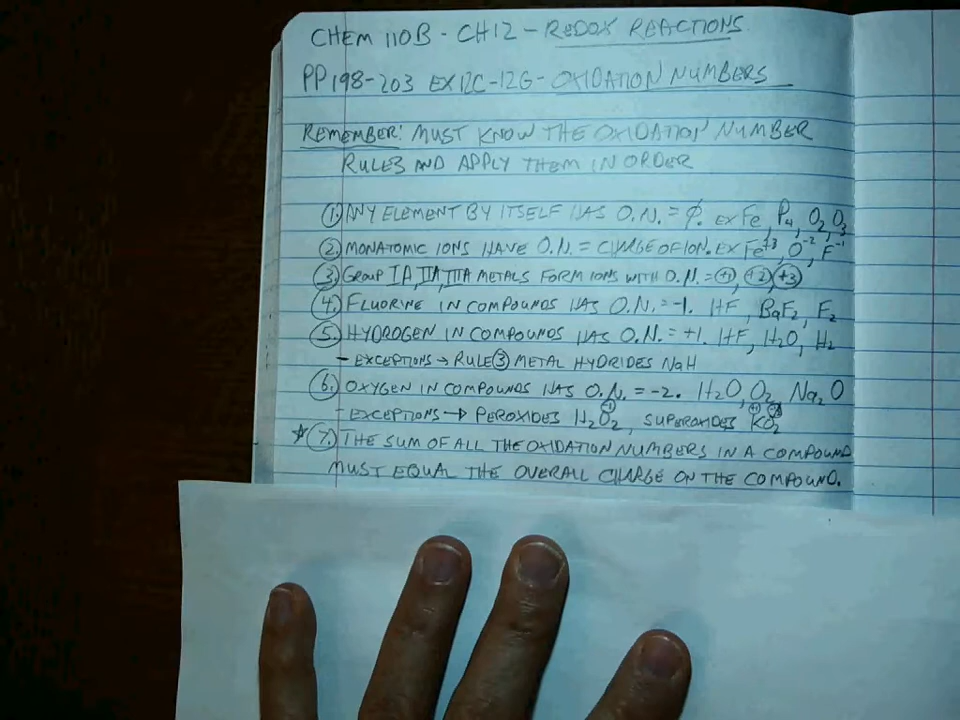 CHEM 110B - CH12 - REDOX REACTIONS
PP 198-203 EX 12C-12G - OXIDATION NUMBERS
REMEMBER! MUST KNOW THE OXIDATION NUMBER
RULES AND APPLY THEM IN ORDER
1. ANY ELEMENT BY ITSELF HAS O.N. = ∅. EX Fe, P4, O2, O3
2. MONATOMIC IONS HAVE O.N. = CHARGE OF ION. EX Fe+3, O-2, F-1
3. GROUP IA, IIA, IIIA METALS FORM IONS WITH O.N. = +1, +2, +3
4. FLUORINE IN COMPOUNDS HAS O.N. = -1. HF, BaF2, F2
5. HYDROGEN IN COMPOUNDS HAS O.N. = +1. HF, H2O, H2
- EXCEPTIONS → RULE 3 METAL HYDRIDES NaH
6. OXYGEN IN COMPOUNDS HAS O.N. = -2. H2O, O2, Na2O
- EXCEPTIONS → PEROXIDES H2O2, SUPEROXIDES KO2
☆ 7. THE SUM OF ALL THE OXIDATION NUMBERS IN A COMPOUND
MUST EQUAL THE OVERALL CHARGE ON THE COMPOUND.